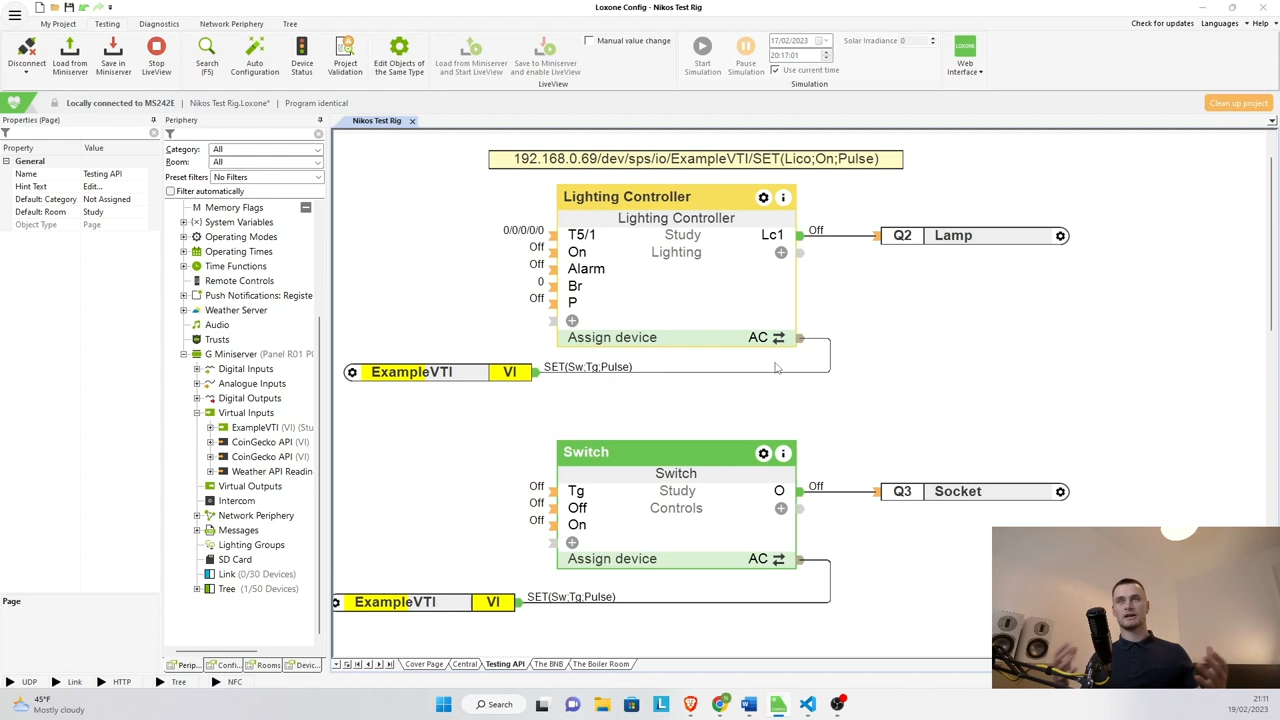 Loxone Config - Nikos Test Rig
My Project Testing Diagnostics Network Periphery Tree
Check for updates Languages Help
Disconnect
Load from Miniserver
Save in Miniserver
Stop LiveView
Search (F5)
Auto Configuration
Device Status
Project Validation
Edit Objects of the Same Type
Load from Miniserver and Start LiveView
Save to Miniserver and enable LiveView
Manual value change
LiveView
Start Simulation
Pause Simulation
17/02/2023
20:17:01
Use current time
Solar Irradiance 0
Simulation
Web Interface
Locally connected to MS242E Nikos Test Rig.Loxone* Program identical
Clean up project
Properties (Page)
Property Value
General
Name Testing API
Hint Text Edit...
Default: Category Not Assigned
Default: Room Study
Object Type Page
Page
Periphery
Category: All
Room: All
Preset filters No Filters
Filter automatically
Memory Flags
System Variables
Operating Modes
Operating Times
Time Functions
Remote Controls
Push Notifications: Registe
Weather Server
Audio
Trusts
G Miniserver (Panel R01 P
Digital Inputs
Analogue Inputs
Digital Outputs
Virtual Inputs
ExampleVTI (VI) (Stu
CoinGecko API (VI)
CoinGecko API (VI)
Weather API Readin
Virtual Outputs
Intercom
Network Periphery
Messages
Lighting Groups
SD Card
Link (0/30 Devices)
Tree (1/50 Devices)
Perip... Confi... Rooms Devic...
Nikos Test Rig
192.168.0.69/dev/sps/io/ExampleVTI/SET(Lico;On;Pulse)
Lighting Controller
Lighting Controller
0/0/0/0/0 T5/1 Study Lc1 Off Q2 Lamp
Off On Lighting
Off Alarm
0 Br
Off P
Assign device AC
ExampleVTI VI SET(Sw;Tg;Pulse)
Switch
Switch
Off Tg Study O Off Q3 Socket
Off Off Controls
Off On
Assign device AC
ExampleVTI VI SET(Sw;Tg;Pulse)
Cover Page Central Testing API The BNB The Boiler Room
UDP Link HTTP Tree NFC
45°F
Mostly cloudy
Search
21:11
19/02/2023